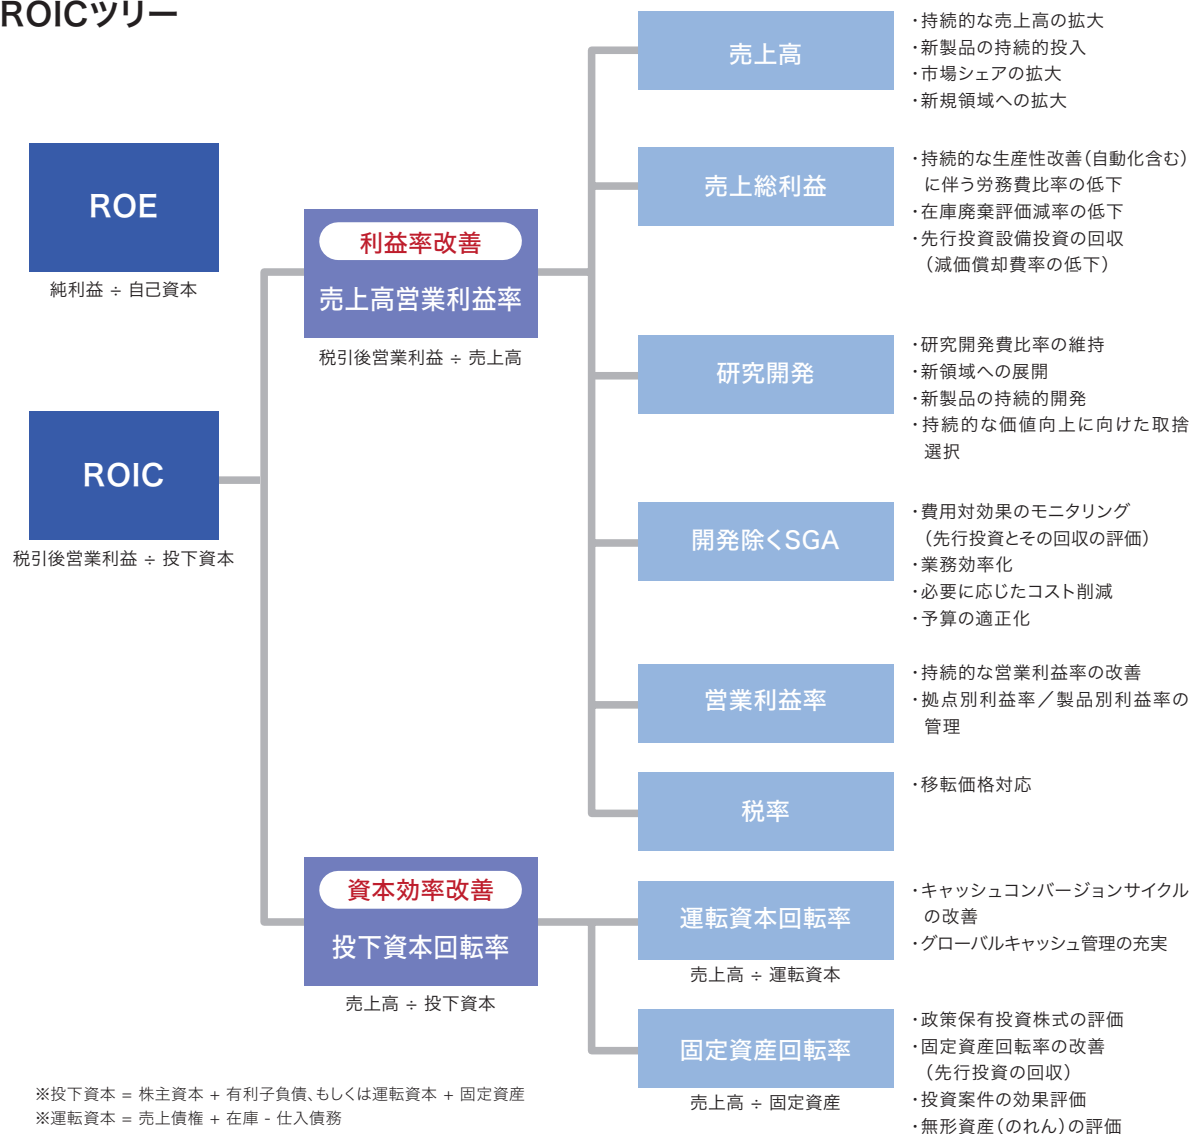 ROICツリー
ROE
純利益 ÷ 自己資本
ROIC
税引後営業利益 ÷ 投下資本
利益率改善
売上高営業利益率
税引後営業利益 ÷ 売上高
売上高
・持続的な売上高の拡大
・新製品の持続的投入
・市場シェアの拡大
・新規領域への拡大
売上総利益
・持続的な生産性改善(自動化含む)
に伴う労務費比率の低下
・在庫廃棄評価減率の低下
・先行投資設備投資の回収
(減価償却費率の低下)
研究開発
・研究開発費比率の維持
・新領域への展開
・新製品の持続的開発
・持続的な価値向上に向けた取捨
選択
開発除くSGA
・費用対効果のモニタリング
(先行投資とその回収の評価)
・業務効率化
・必要に応じたコスト削減
・予算の適正化
営業利益率
・持続的な営業利益率の改善
・拠点別利益率／製品別利益率の
管理
税率
・移転価格対応
資本効率改善
投下資本回転率
売上高 ÷ 投下資本
運転資本回転率
売上高 ÷ 運転資本
・キャッシュコンバージョンサイクル
の改善
・グローバルキャッシュ管理の充実
固定資産回転率
売上高 ÷ 固定資産
・政策保有投資株式の評価
・固定資産回転率の改善
(先行投資の回収)
・投資案件の効果評価
・無形資産(のれん)の評価
※投下資本 = 株主資本 + 有利子負債、もしくは運転資本 + 固定資産
※運転資本 = 売上債権 + 在庫 - 仕入債務